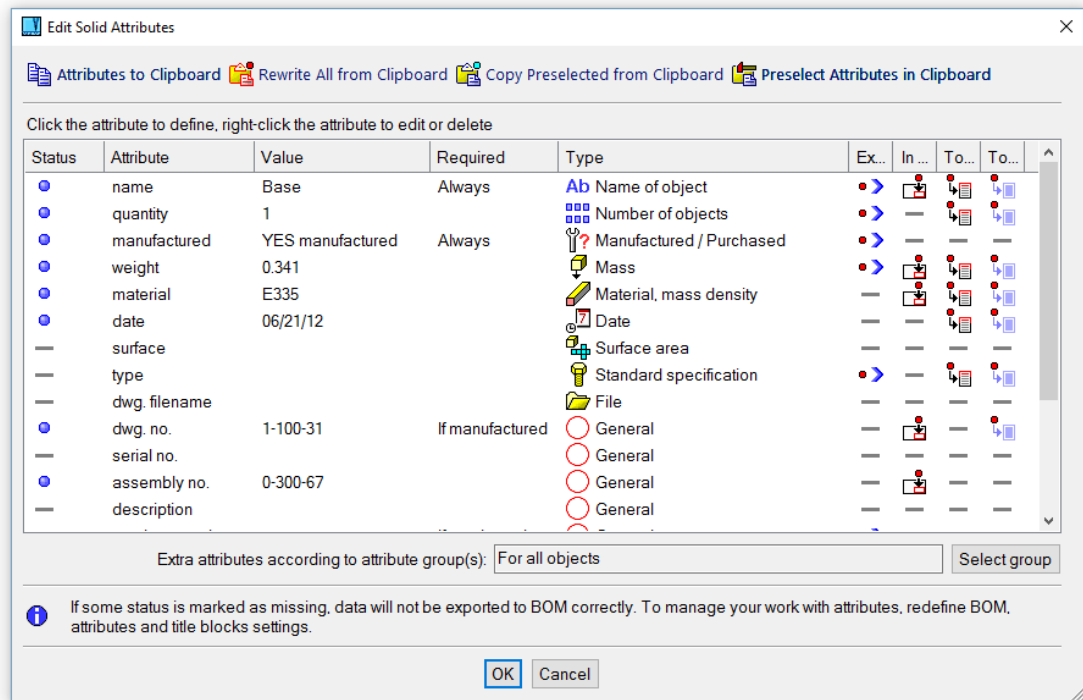 Edit Solid Attributes
Attributes to Clipboard Rewrite All from Clipboard Copy Preselected from Clipboard Preselect Attributes in Clipboard
Click the attribute to define, right-click the attribute to edit or delete
Status Attribute Value Required Type Ex... In ... To... To...
name Base Always Ab Name of object
quantity 1 Number of objects
manufactured YES manufactured Always Manufactured / Purchased
weight 0.341 Mass
material E335 Material, mass density
date 06/21/12 7 Date
surface Surface area
type Standard specification
dwg. filename File
dwg. no. 1-100-31 If manufactured General
serial no. General
assembly no. 0-300-67 General
description General
Extra attributes according to attribute group(s): For all objects Select group
If some status is marked as missing, data will not be exported to BOM correctly. To manage your work with attributes, redefine BOM,
attributes and title blocks settings.
OK Cancel